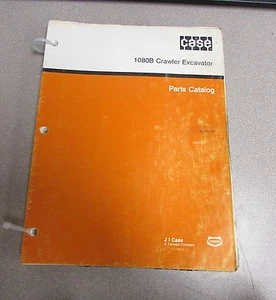 case
1080B Crawler Excavator
Parts Catalog
J I Case
A Tenneco Company